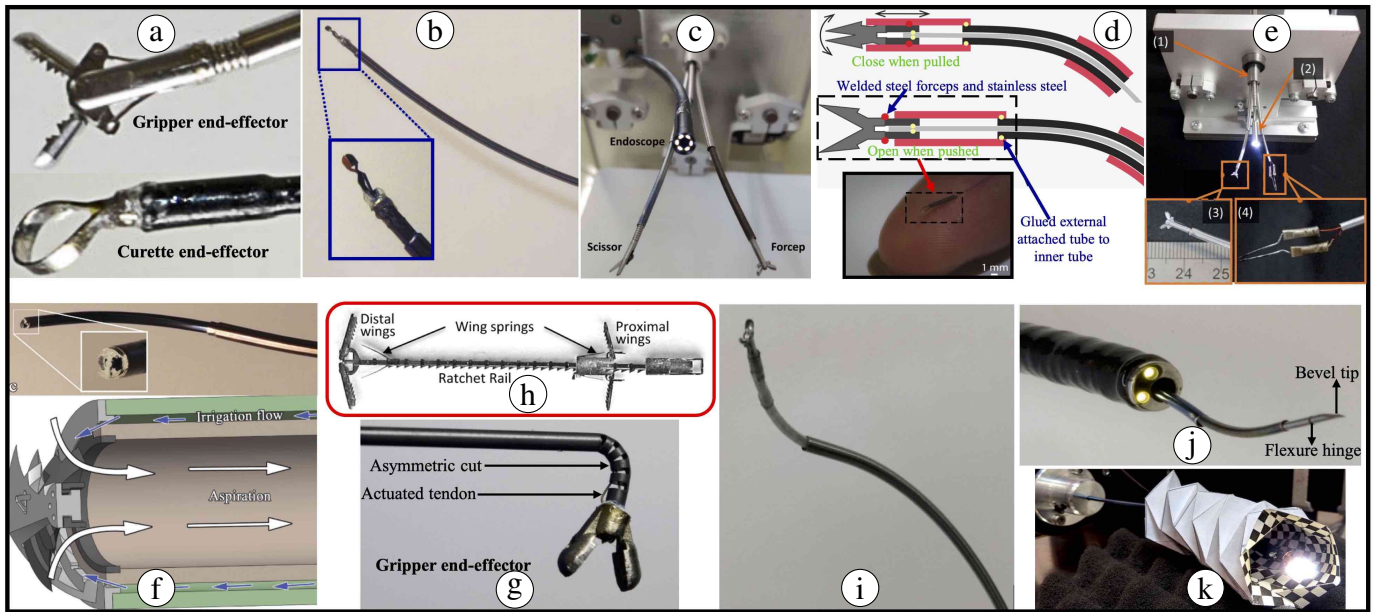 a
Gripper end-effector
Curette end-effector
b
c
Endoscope
Scissor
Forcep
d
Close when pulled
Welded steel forceps and stainless steel
Open when pushed
Glued external
attached tube to
inner tube
1 mm
e
(1)
(2)
(3)
(4)
3 24 25
e
Irrigation flow
Aspiration
f
Distal
wings
Wing springs
Proximal
wings
Ratchet Rail
h
Asymmetric cut
Actuated tendon
Gripper end-effector
g
i
Bevel tip
j
Flexure hinge
k